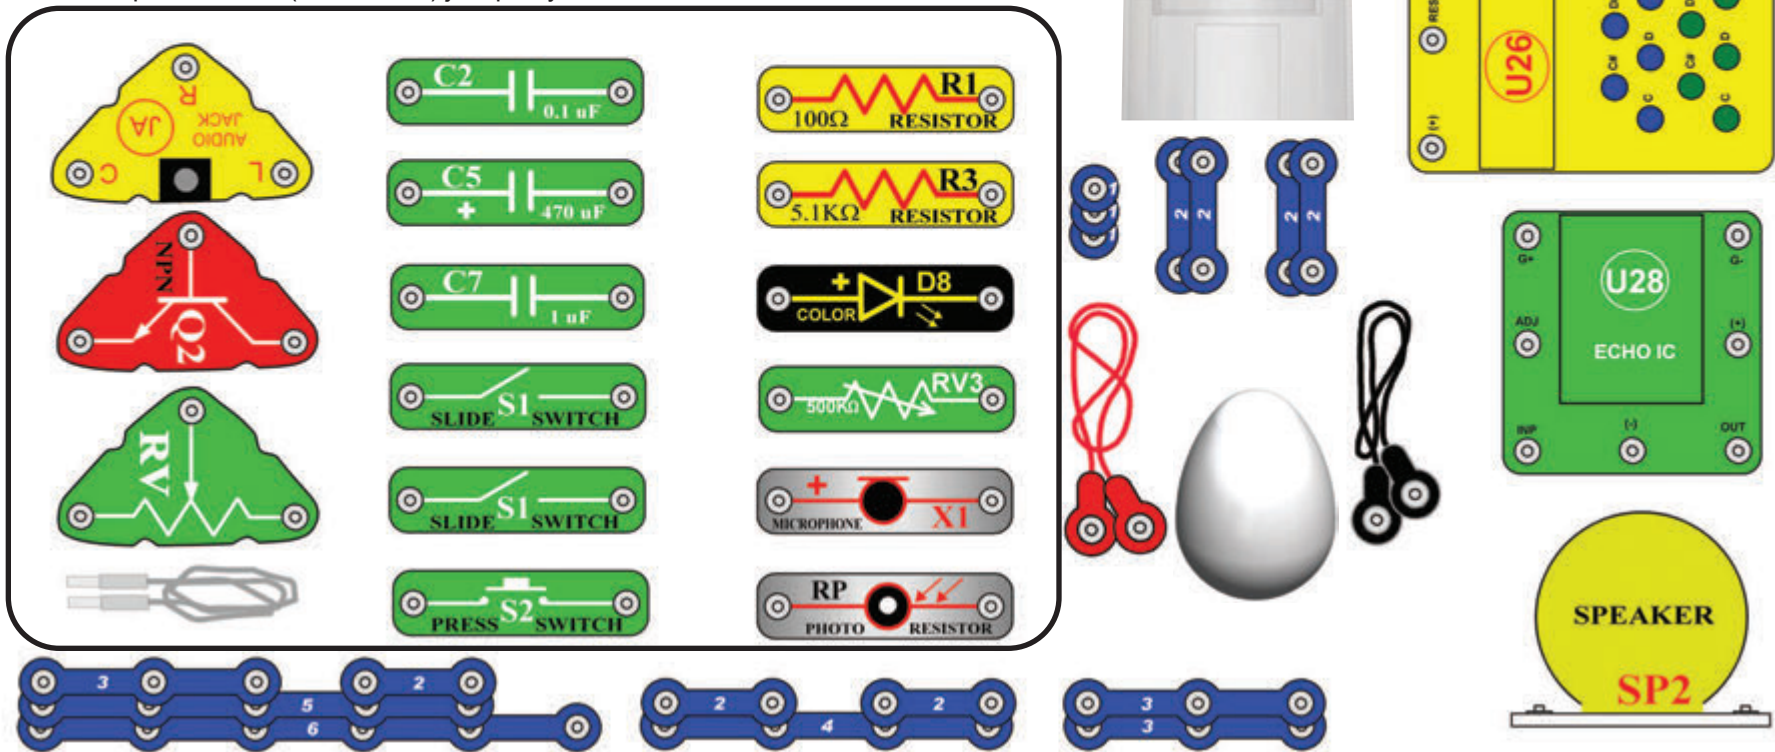 R
JA
AUDIO
JACK
C
L
C2
0.1 uF
R1
100Ω RESISTOR
C5
+
470 uF
R3
5.1KΩ RESISTOR
NPN
Q2
C7
1 uF
+ D8
COLOR
S1
SLIDE SWITCH
RV3
500KΩ
RV
S1
SLIDE SWITCH
+
MICROPHONE X1
S2
PRESS SWITCH
RP
PHOTO RESISTOR
1
1
1
2
2
2
2
U26
(+)
D
C#
C
D
C#
C
G+
G-
U28
ADJ
(+)
ECHO IC
INP
(-)
OUT
SPEAKER
SP2
3
2
5
6
2
2
4
3
3